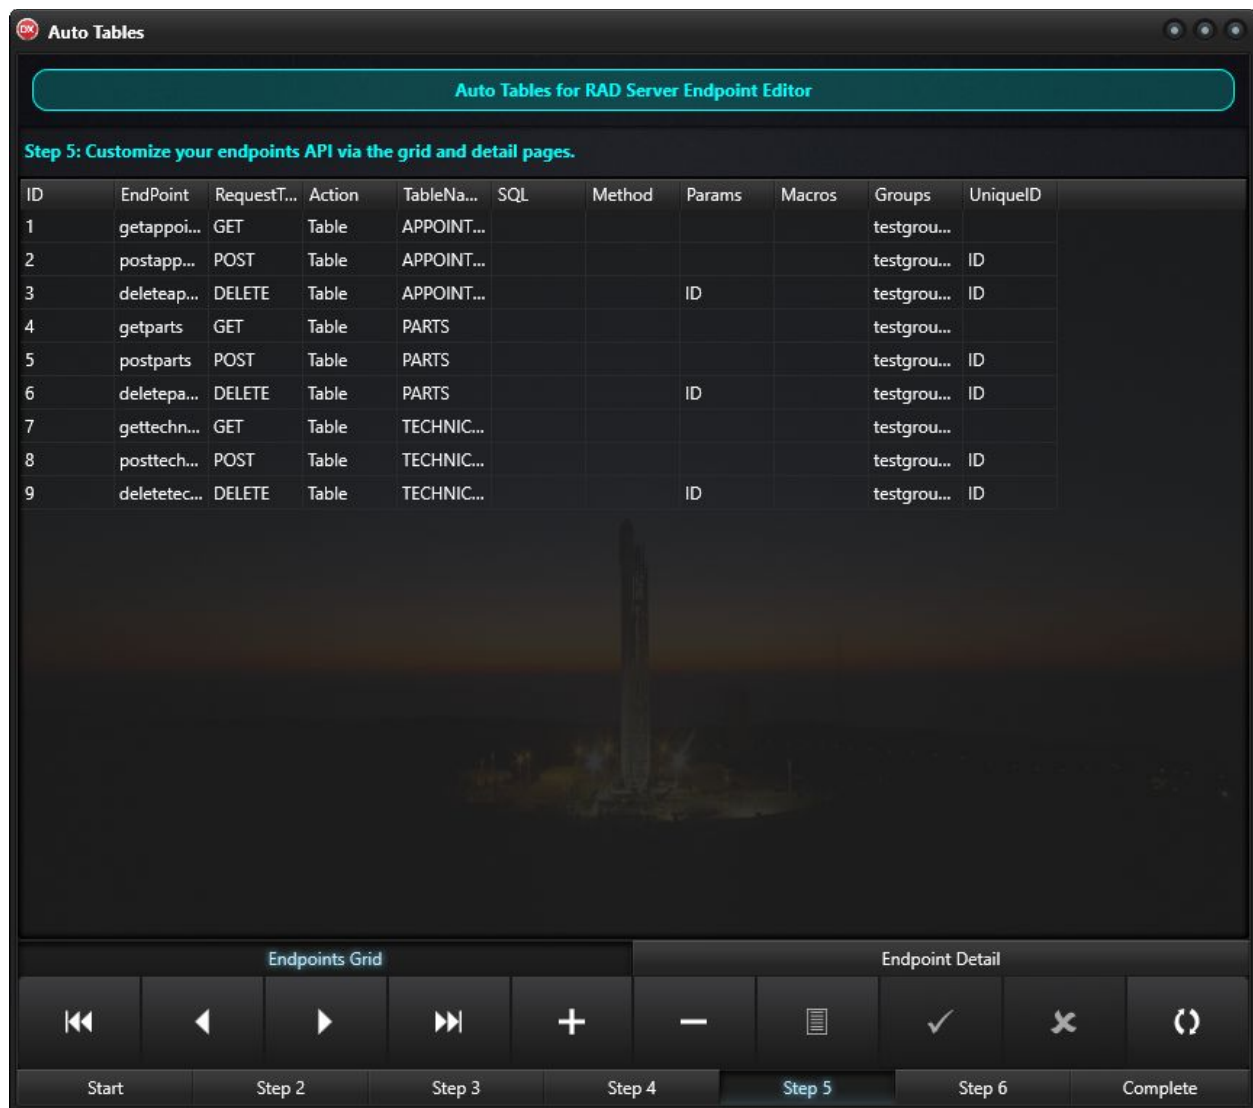 DX Auto Tables
Auto Tables for RAD Server Endpoint Editor
Step 5: Customize your endpoints API via the grid and detail pages.
ID EndPoint RequestT... Action TableNa... SQL Method Params Macros Groups UniqueID
1 getappoi... GET Table APPOINT... testgrou...
2 postapp... POST Table APPOINT... testgrou... ID
3 deleteap... DELETE Table APPOINT... ID testgrou... ID
4 getparts GET Table PARTS testgrou...
5 postparts POST Table PARTS testgrou... ID
6 deletepa... DELETE Table PARTS ID testgrou... ID
7 gettechn... GET Table TECHNIC... testgrou...
8 posttech... POST Table TECHNIC... testgrou... ID
9 deletetec... DELETE Table TECHNIC... ID testgrou... ID
Endpoints Grid Endpoint Detail
Start Step 2 Step 3 Step 4 Step 5 Step 6 Complete